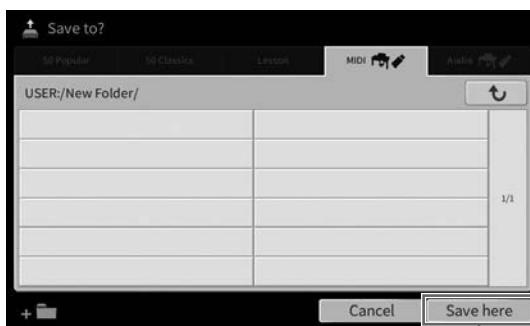 Save to?
50 Popular 50 Classics Lesson MIDI Audio
USER:/New Folder/
1/1
+ Cancel Save here